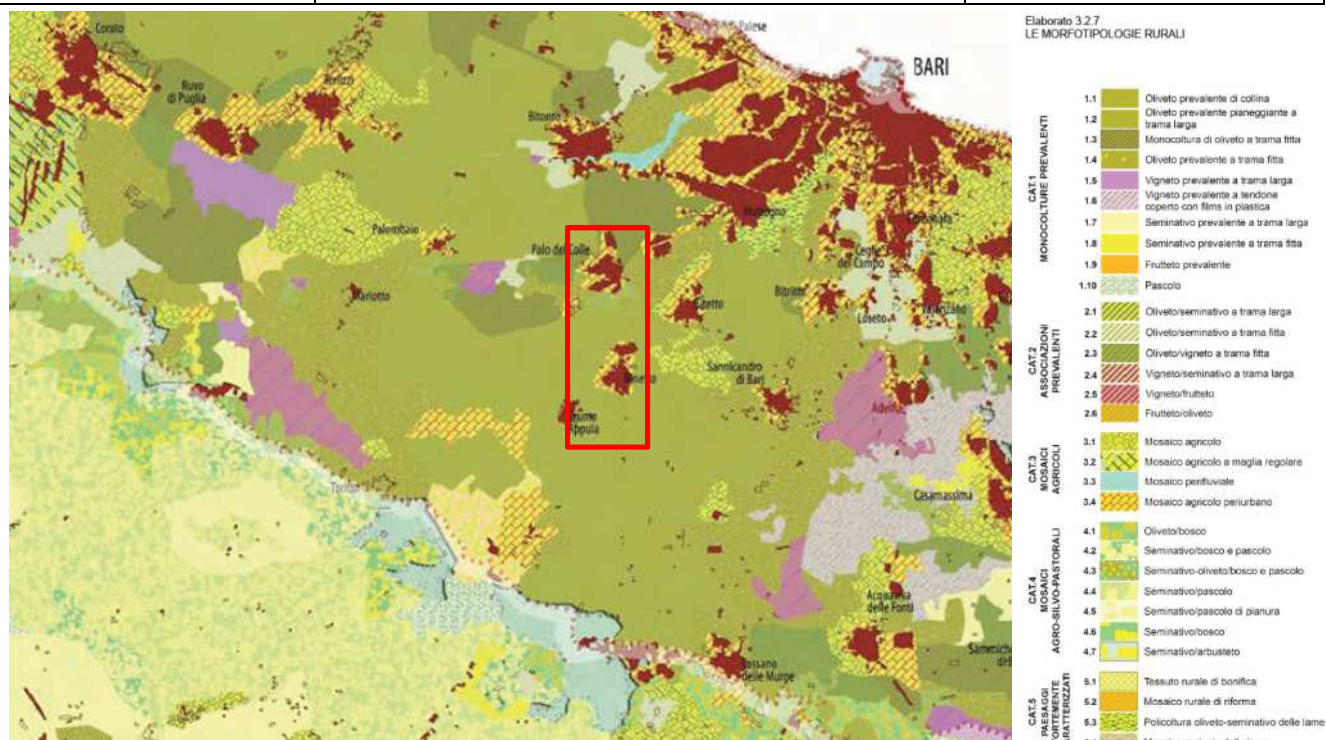 Corato
Ruvo
di Puglia
Terlizzi
Palese
BARI
Bitonto
Modugno
Carbonara
Palombaio
Palo del Colle
Ceglie
del Campo
Mariotto
Bitetto
Bitritto
Loseto
Sannicandro
di Bari
Binetto
Grumo
Appula
Adelfia
Toritto
Casamassima
Acquaviva
delle Fonti
Cassano
delle Murge
Elaborato 3.2.7
LE MORFOTIPOLOGIE RURALI
CAT.1
MONOCOLTURE PREVALENTI
1.1 Oliveto prevalente di collina
1.2 Oliveto prevalente pianeggiante a
trama larga
1.3 Monocoltura di oliveto a trama fitta
1.4 Oliveto prevalente a trama fitta
1.5 Vigneto prevalente a trama larga
1.6 Vigneto prevalente a tendone
coperto con films in plastica
1.7 Seminativo prevalente a trama larga
1.8 Seminativo prevalente a trama fitta
1.9 Frutteto prevalente
1.10 Pascolo
CAT.2
ASSOCIAZIONI
PREVALENTI
2.1 Oliveto/seminativo a trama larga
2.2 Oliveto/seminativo a trama fitta
2.3 Oliveto/vigneto a trama fitta
2.4 Vigneto/seminativo a trama larga
2.5 Vigneto/frutteto
2.6 Frutteto/oliveto
CAT.3
MOSAICI
AGRICOLI
3.1 Mosaico agricolo
3.2 Mosaico agricolo a maglia regolare
3.3 Mosaico perifluviale
3.4 Mosaico agricolo periurbano
CAT.4
MOSAICI
AGRO-SILVO-PASTORALI
4.1 Oliveto/bosco
4.2 Seminativo/bosco e pascolo
4.3 Seminativo-oliveto/bosco e pascolo
4.4 Seminativo/pascolo
4.5 Seminativo/pascolo di pianura
4.6 Seminativo/bosco
4.7 Seminativo/arbusteto
CAT.5
PAESAGGI
FORTEMENTE
CARATTERIZZATI
5.1 Tessuto rurale di bonifica
5.2 Mosaico rurale di riforma
5.3 Policoltura oliveto-seminativo delle lame